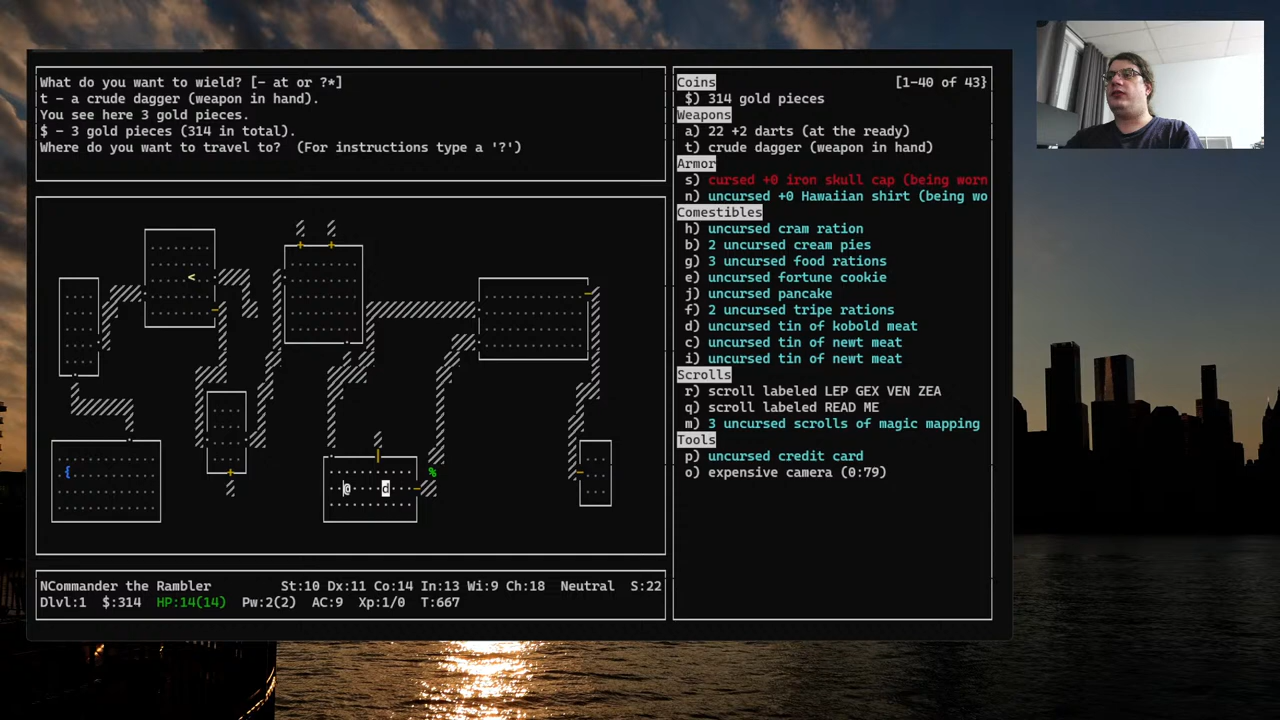 What do you want to wield? [- at or ?*]
t - a crude dagger (weapon in hand).
You see here 3 gold pieces.
$ - 3 gold pieces (314 in total).
Where do you want to travel to?  (For instructions type a '?')
Coins [1-40 of 43}
$) 314 gold pieces
Weapons
a) 22 +2 darts (at the ready)
t) crude dagger (weapon in hand)
Armor
s) cursed +0 iron skull cap (being worn
n) uncursed +0 Hawaiian shirt (being wo
Comestibles
h) uncursed cram ration
b) 2 uncursed cream pies
g) 3 uncursed food rations
e) uncursed fortune cookie
j) uncursed pancake
f) 2 uncursed tripe rations
d) uncursed tin of kobold meat
c) uncursed tin of newt meat
i) uncursed tin of newt meat
Scrolls
r) scroll labeled LEP GEX VEN ZEA
q) scroll labeled READ ME
m) 3 uncursed scrolls of magic mapping
Tools
p) uncursed credit card
o) expensive camera (0:79)
<
{
%
@ d
NCommander the Rambler St:10 Dx:11 Co:14 In:13 Wi:9 Ch:18 Neutral S:22
Dlvl:1 $:314 HP:14(14) Pw:2(2) AC:9 Xp:1/0 T:667